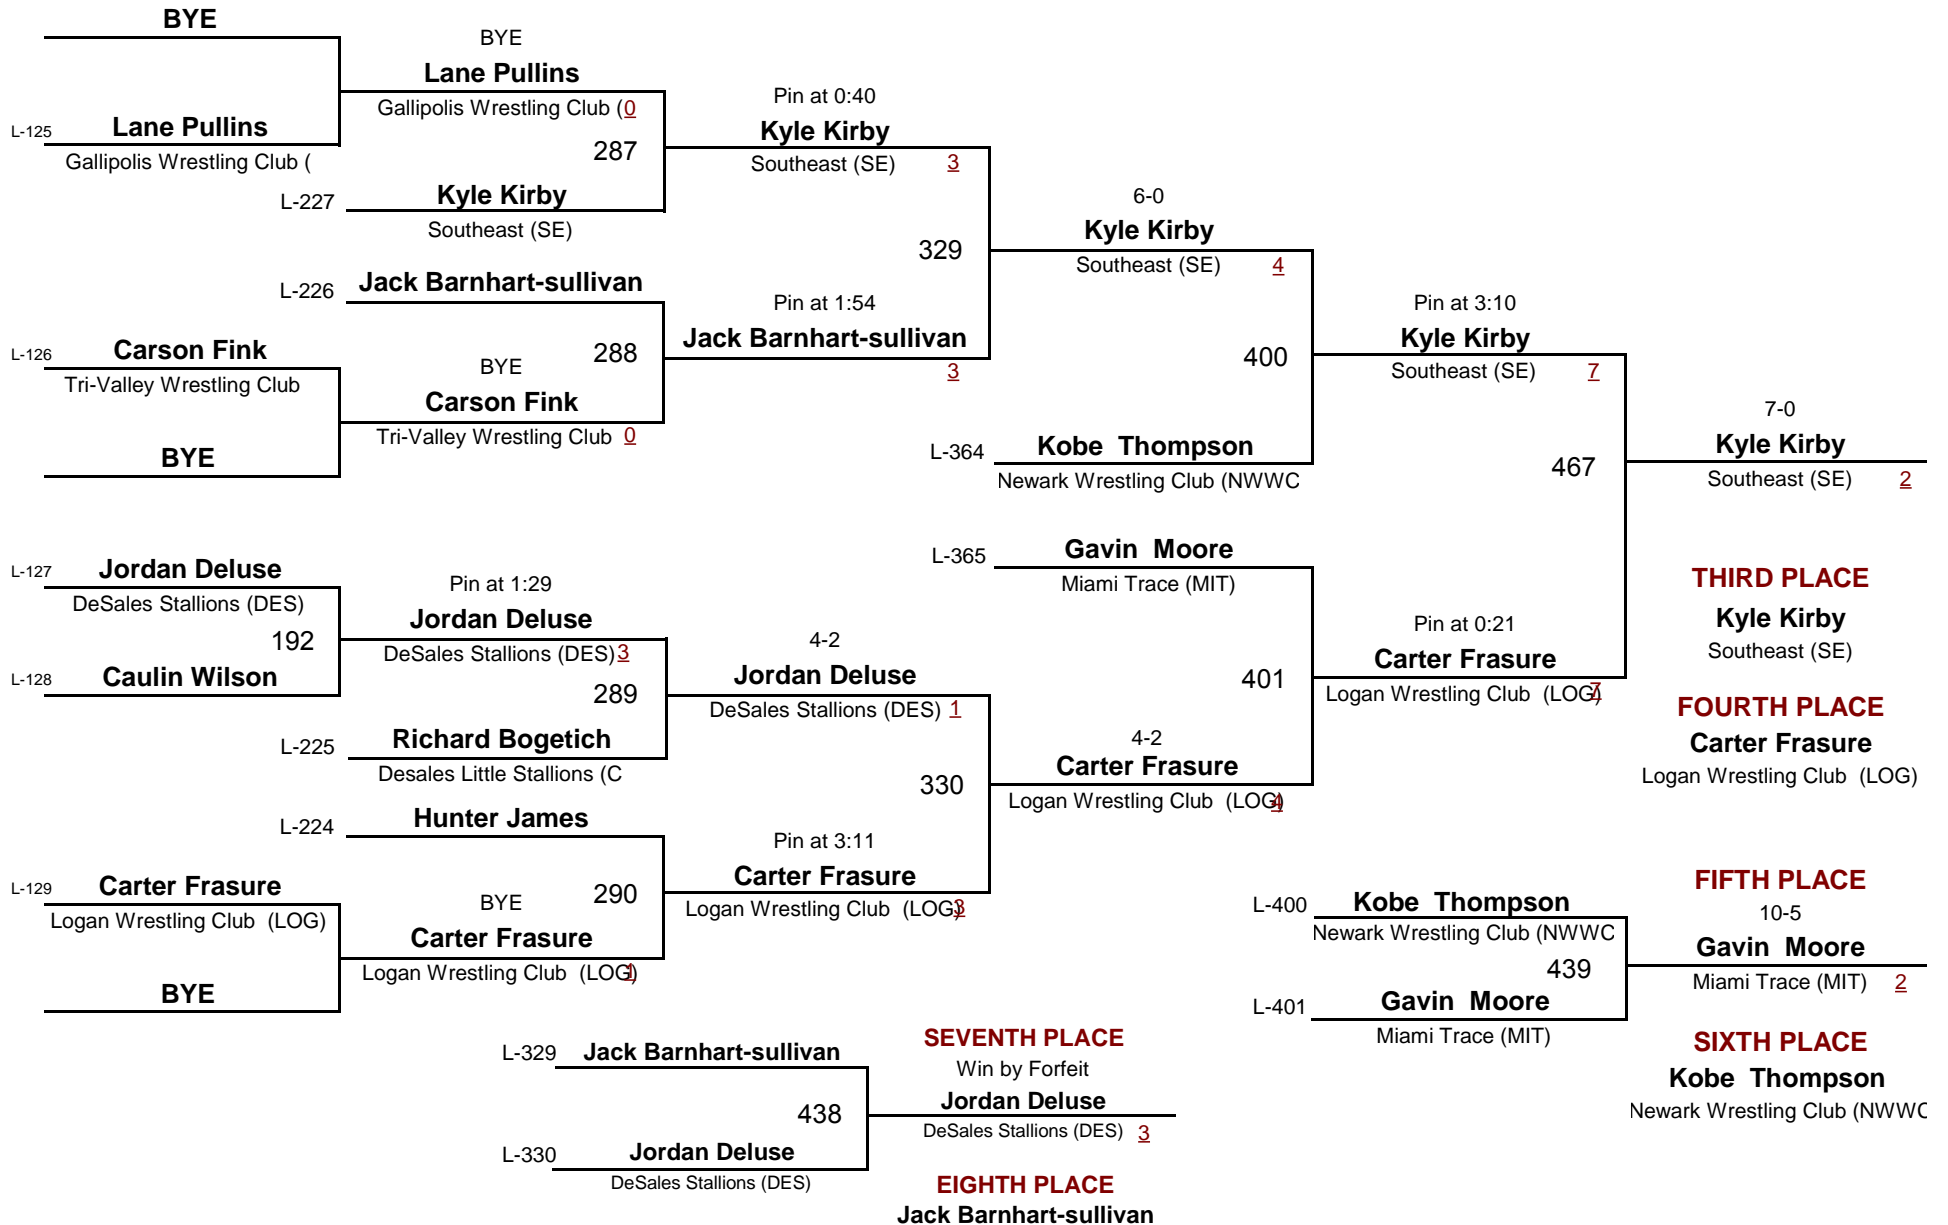 BYE
BYE
Lane Pullins
Gallipolis Wrestling Club (0
L-125 Lane Pullins
Gallipolis Wrestling Club (
287
L-227 Kyle Kirby
Southeast (SE)
Pin at 0:40
Kyle Kirby
Southeast (SE) 3
L-226 Jack Barnhart-sullivan
L-126 Carson Fink
Tri-Valley Wrestling Club
288
BYE
Carson Fink
Tri-Valley Wrestling Club 0
BYE
Pin at 1:54
Jack Barnhart-sullivan
3
329
6-0
Kyle Kirby
Southeast (SE) 4
400
L-364 Kobe Thompson
Newark Wrestling Club (NWWC
Pin at 3:10
Kyle Kirby
Southeast (SE) 7
467
7-0
Kyle Kirby
Southeast (SE) 2
L-127 Jordan Deluse
DeSales Stallions (DES)
192
L-128 Caulin Wilson
Pin at 1:29
Jordan Deluse
DeSales Stallions (DES) 3
289
L-225 Richard Bogetich
Desales Little Stallions (C
4-2
Jordan Deluse
DeSales Stallions (DES) 1
L-224 Hunter James
L-129 Carter Frasure
Logan Wrestling Club (LOG)
290
BYE
Carter Frasure
Logan Wrestling Club (LOG) 1
BYE
Pin at 3:11
Carter Frasure
Logan Wrestling Club (LOG) 3
330
4-2
Carter Frasure
Logan Wrestling Club (LOG) 4
L-365 Gavin Moore
Miami Trace (MIT)
401
Pin at 0:21
Carter Frasure
Logan Wrestling Club (LOG) 7
THIRD PLACE
Kyle Kirby
Southeast (SE)
FOURTH PLACE
Carter Frasure
Logan Wrestling Club (LOG)
L-400 Kobe Thompson
Newark Wrestling Club (NWWC
439
L-401 Gavin Moore
Miami Trace (MIT)
FIFTH PLACE
10-5
Gavin Moore
Miami Trace (MIT) 2
SIXTH PLACE
Kobe Thompson
Newark Wrestling Club (NWWC
L-329 Jack Barnhart-sullivan
438
L-330 Jordan Deluse
DeSales Stallions (DES)
SEVENTH PLACE
Win by Forfeit
Jordan Deluse
DeSales Stallions (DES) 3
EIGHTH PLACE
Jack Barnhart-sullivan